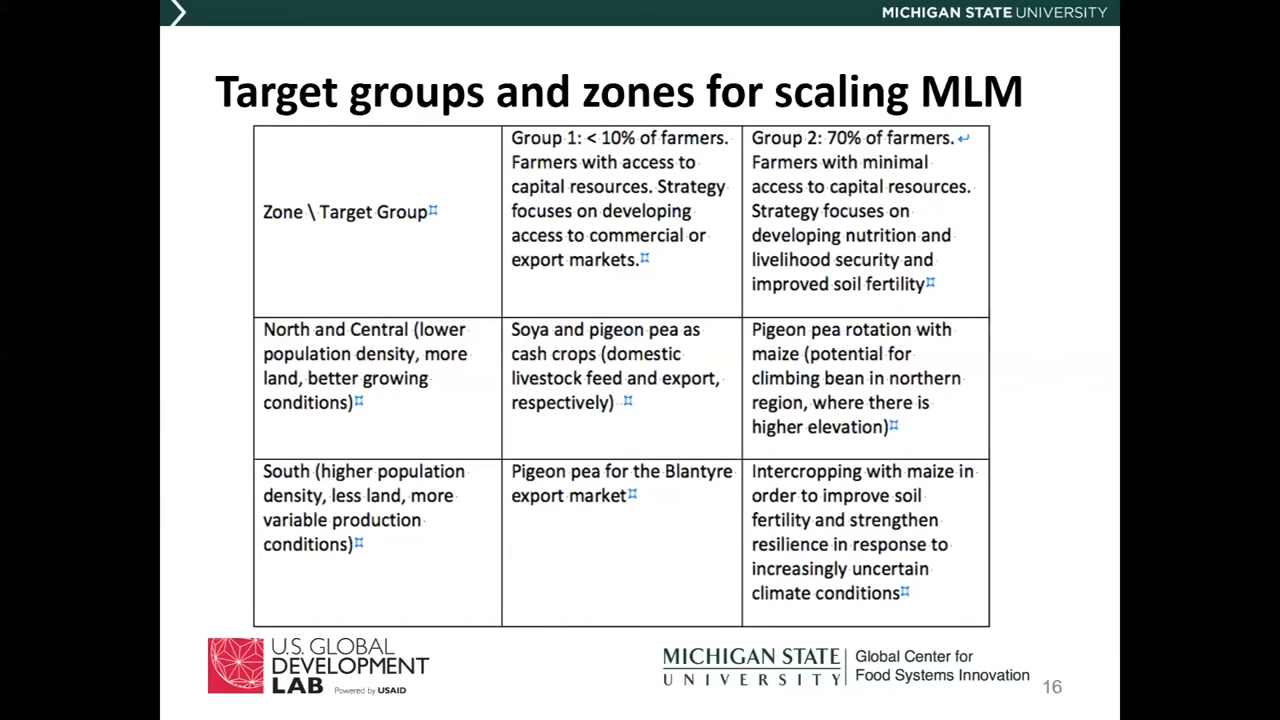 MICHIGAN STATE UNIVERSITY
Target groups and zones for scaling MLM
Zone \ Target Group
Group 1: < 10% of farmers.
Farmers with access to
capital resources. Strategy
focuses on developing
access to commercial or
export markets.
Group 2: 70% of farmers.
Farmers with minimal
access to capital resources.
Strategy focuses on
developing nutrition and
livelihood security and
improved soil fertility
North and Central (lower
population density, more
land, better growing
conditions)
Soya and pigeon pea as
cash crops (domestic
livestock feed and export,
respectively)
Pigeon pea rotation with
maize (potential for
climbing bean in northern
region, where there is
higher elevation)
South (higher population
density, less land, more
variable production
conditions)
Pigeon pea for the Blantyre
export market
Intercropping with maize in
order to improve soil
fertility and strengthen
resilience in response to
increasingly uncertain
climate conditions
U.S. GLOBAL
DEVELOPMENT
LAB Powered by USAID
MICHIGAN STATE
UNIVERSITY
Global Center for
Food Systems Innovation
16